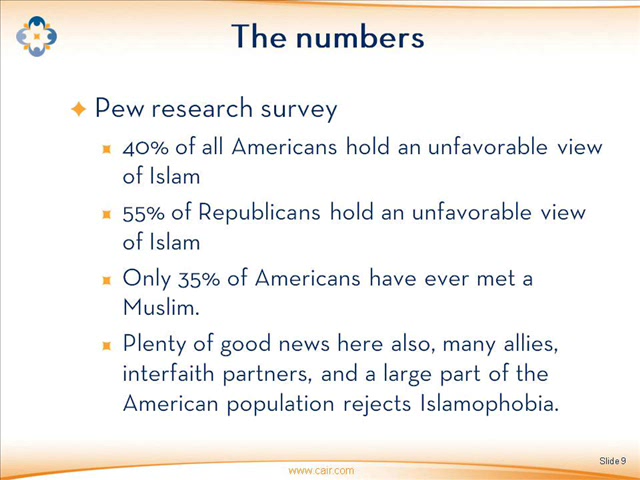 The numbers
Pew research survey
40% of all Americans hold an unfavorable view
of Islam
55% of Republicans hold an unfavorable view
of Islam
Only 35% of Americans have ever met a
Muslim.
Plenty of good news here also, many allies,
interfaith partners, and a large part of the
American population rejects Islamophobia.
Slide 9
www.cair.com